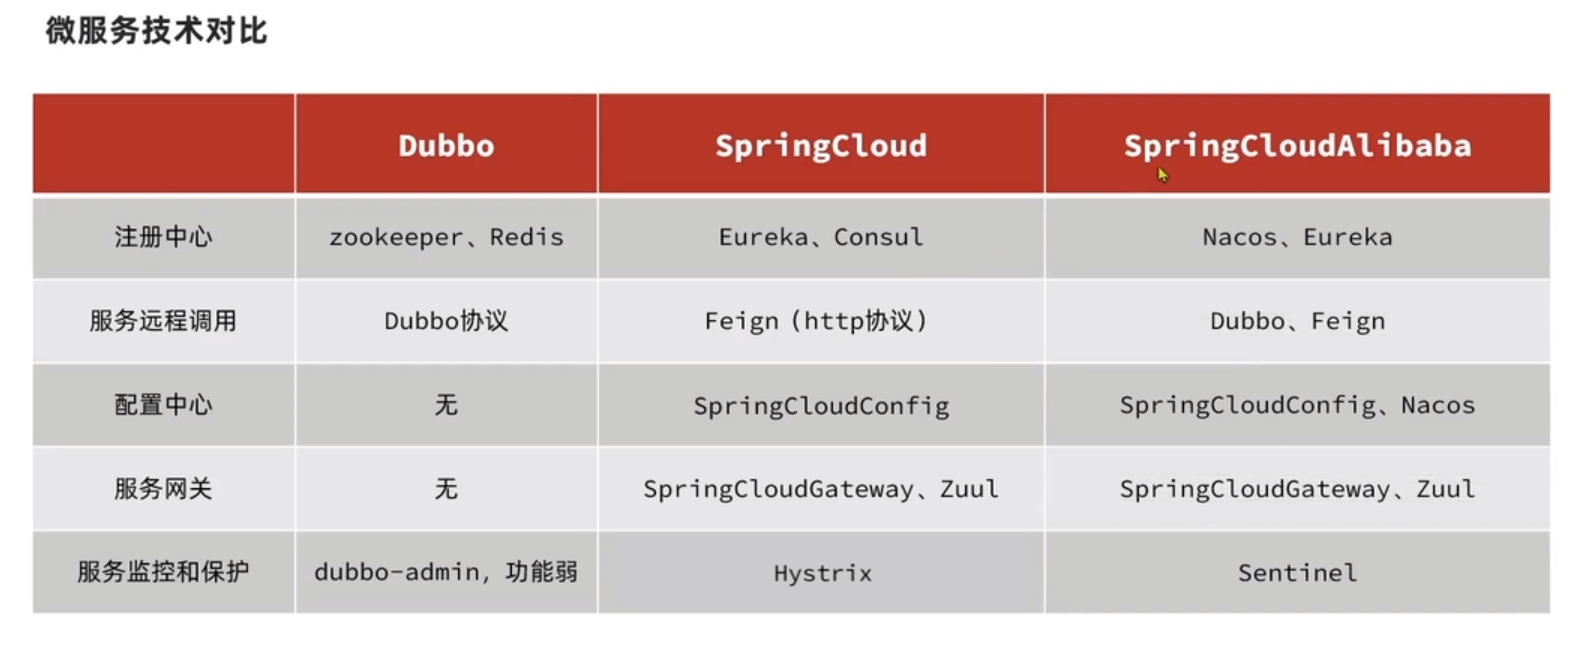 微服务技术对比
Dubbo SpringCloud SpringCloudAlibaba
注册中心 zookeeper、Redis Eureka、Consul Nacos、Eureka
服务远程调用 Dubbo协议 Feign（http协议） Dubbo、Feign
配置中心 无 SpringCloudConfig SpringCloudConfig、Nacos
服务网关 无 SpringCloudGateway、Zuul SpringCloudGateway、Zuul
服务监控和保护 dubbo-admin，功能弱 Hystrix Sentinel